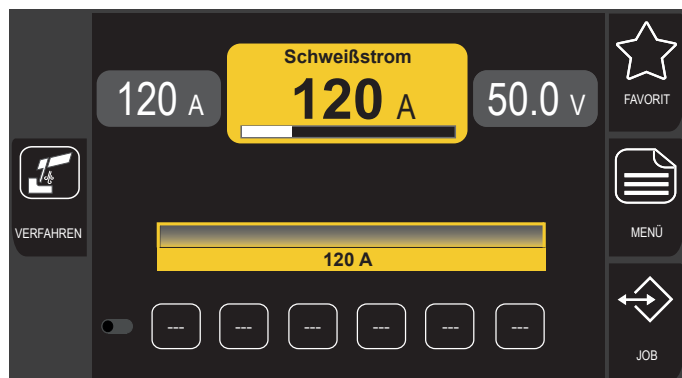 Schweißstrom
120 A
120 A
50.0 V
FAVORIT
VERFAHREN
MENÜ
120 A
---
---
---
---
---
---
JOB